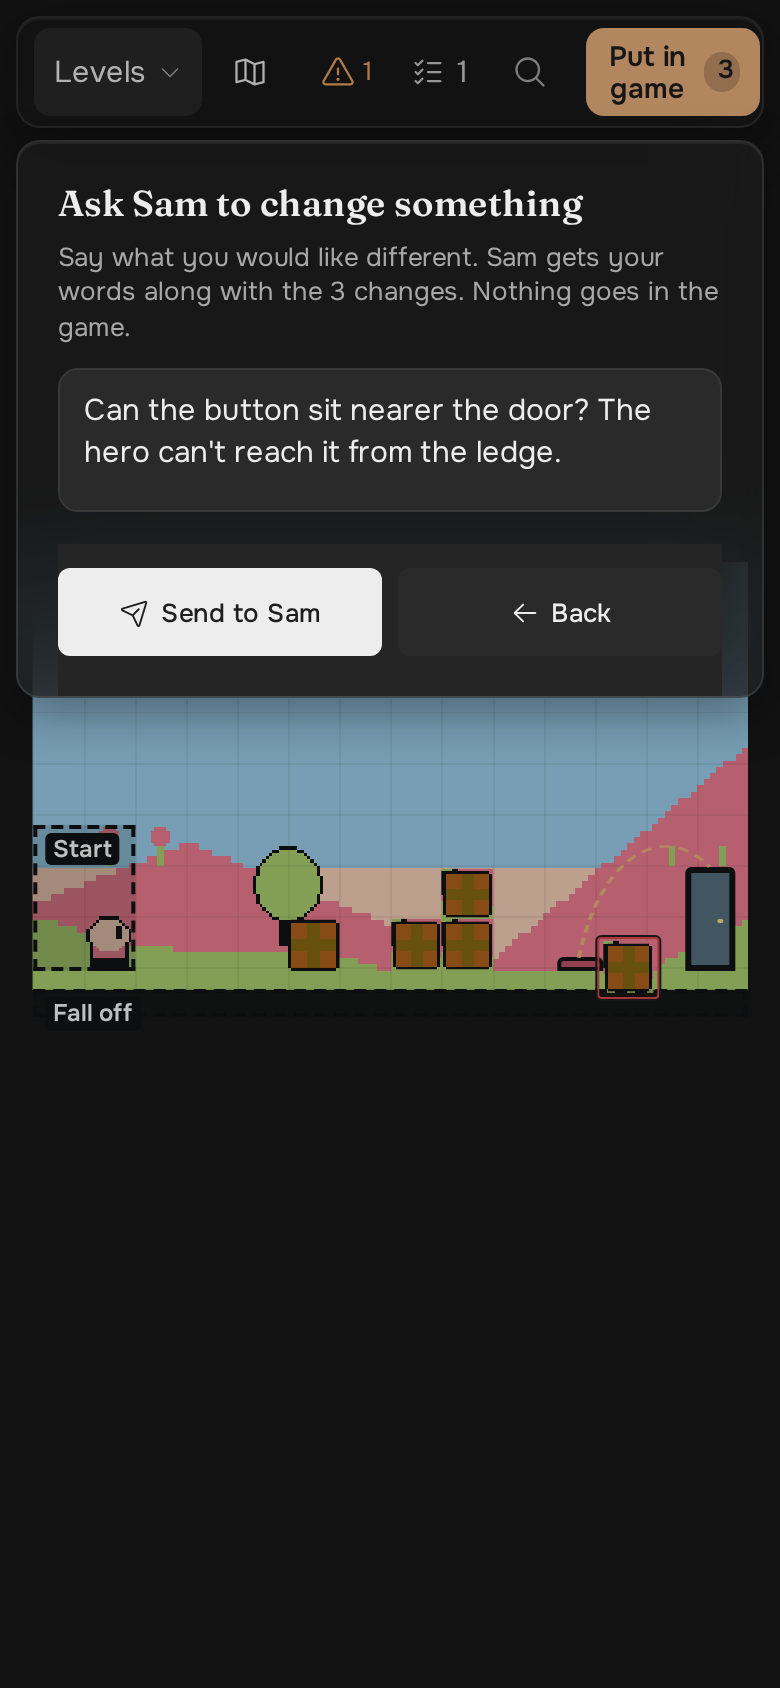 Levels
1
1
Put in
game
3
Ask Sam to change something
Say what you would like different. Sam gets your
words along with the 3 changes. Nothing goes in the
game.
Can the button sit nearer the door? The
hero can't reach it from the ledge.
Send to Sam
Back
Start
Fall off